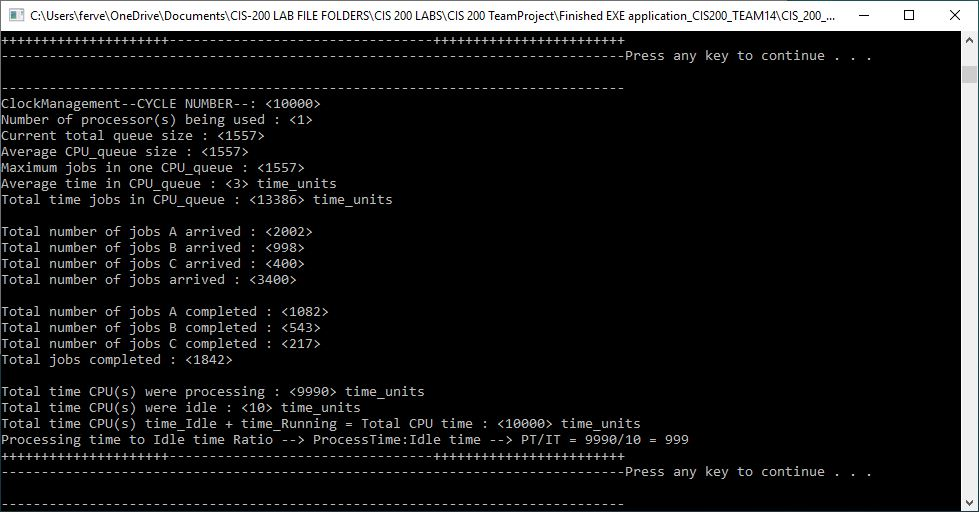 C:\Users\ferve\OneDrive\Documents\CIS-200 LAB FILE FOLDERS\CIS 200 LABS\CIS 200 TeamProject\Finished EXE application_CIS200_TEAM14\CIS_200_...
+++++++++++++++++++++---------------------------------++++++++++++++++++++++++
------------------------------------------------------------------------------Press any key to continue . . .
------------------------------------------------------------------------------
ClockManagement--CYCLE NUMBER--: <10000>
Number of processor(s) being used : <1>
Current total queue size : <1557>
Average CPU_queue size : <1557>
Maximum jobs in one CPU_queue : <1557>
Average time in CPU_queue : <3> time_units
Total time jobs in CPU_queue : <13386> time_units
Total number of jobs A arrived : <2002>
Total number of jobs B arrived : <998>
Total number of jobs C arrived : <400>
Total number of jobs arrived : <3400>
Total number of jobs A completed : <1082>
Total number of jobs B completed : <543>
Total number of jobs C completed : <217>
Total jobs completed : <1842>
Total time CPU(s) were processing : <9990> time_units
Total time CPU(s) were idle : <10> time_units
Total time CPU(s) time_Idle + time_Running = Total CPU time : <10000> time_units
Processing time to Idle time Ratio --> ProcessTime:Idle time --> PT/IT = 9990/10 = 999
+++++++++++++++++++++---------------------------------++++++++++++++++++++++++
------------------------------------------------------------------------------Press any key to continue . . .
------------------------------------------------------------------------------